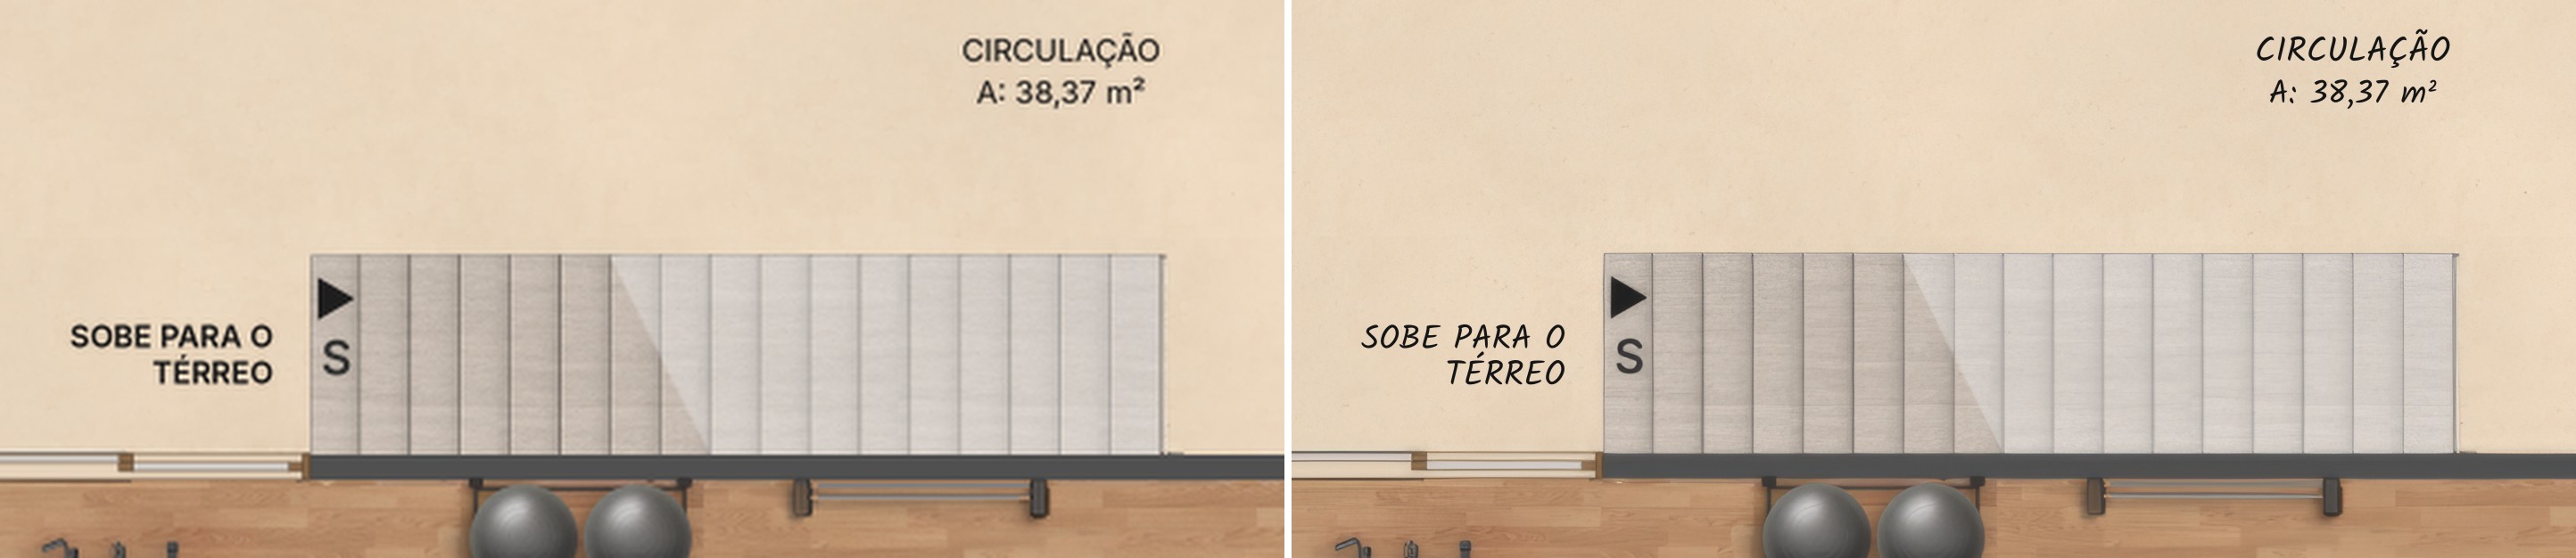 CIRCULAÇÃO
A: 38,37 m²
SOBE PARA O
TÉRREO
S
CIRCULAÇÃO
A: 38,37 m²
SOBE PARA O
TÉRREO
S